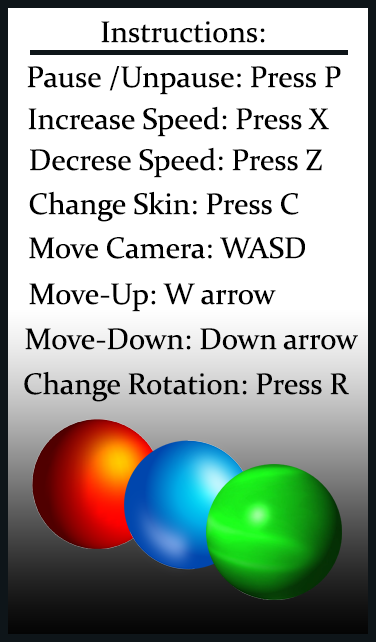 Instructions:
Pause /Unpause: Press P
Increase Speed: Press X
Decrese Speed: Press Z
Change Skin: Press C
Move Camera: WASD
Move-Up: W arrow
Move-Down: Down arrow
Change Rotation: Press R